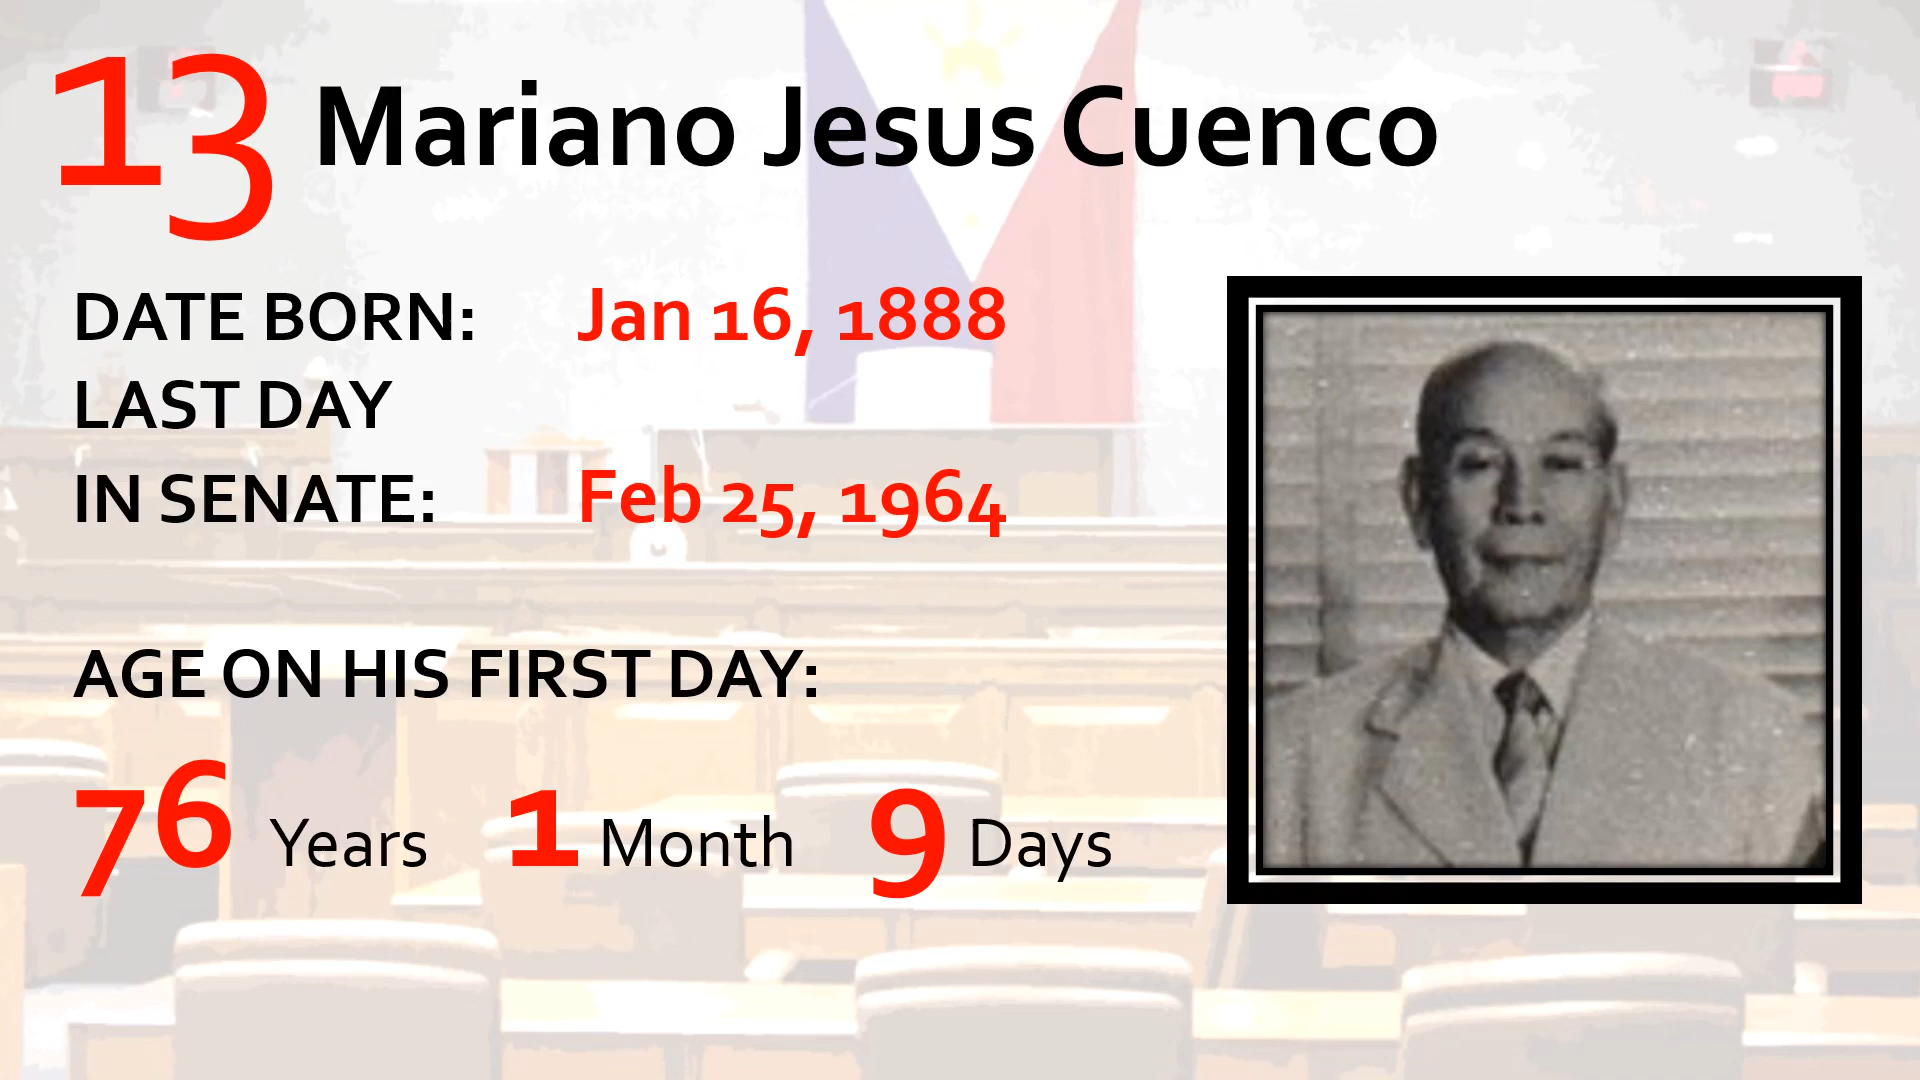 13 Mariano Jesus Cuenco
DATE BORN: Jan 16, 1888
LAST DAY
IN SENATE: Feb 25, 1964
AGE ON HIS FIRST DAY:
76 Years 1 Month 9 Days